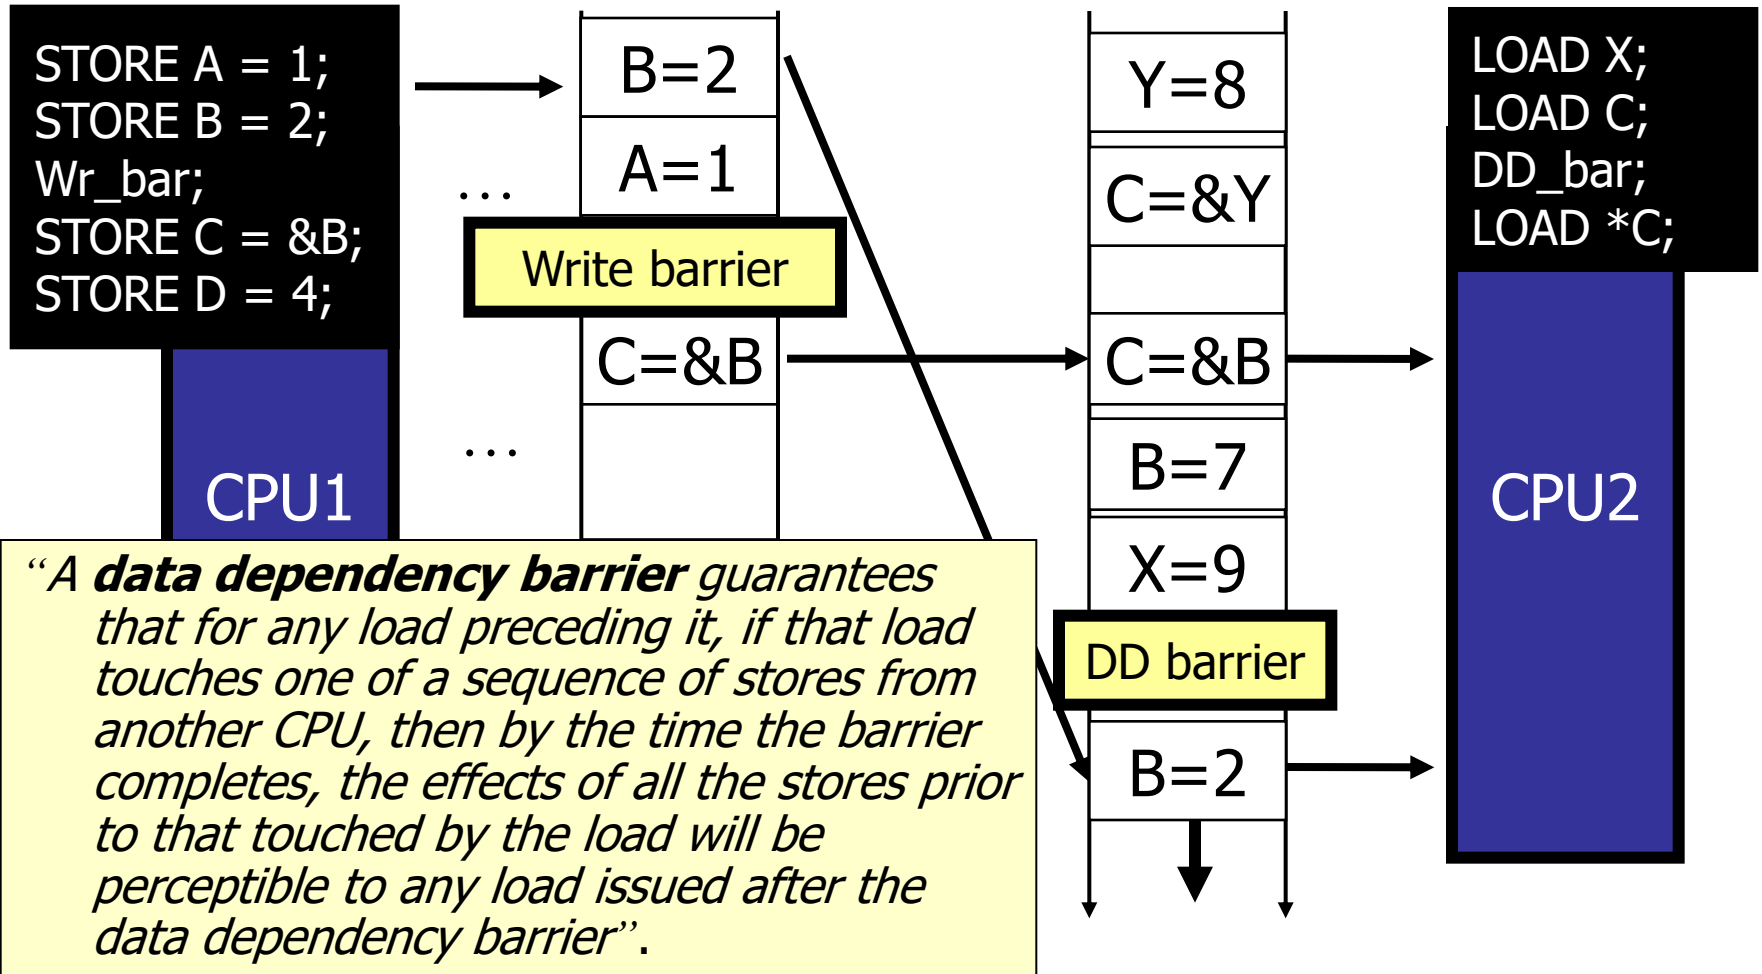 STORE A = 1;
STORE B = 2;
Wr_bar;
STORE C = &B;
STORE D = 4;
CPU1
…
…
B=2
A=1
Write barrier
C=&B
Y=8
C=&Y
C=&B
B=7
X=9
DD barrier
B=2
LOAD X;
LOAD C;
DD_bar;
LOAD *C;
CPU2
“A data dependency barrier guarantees
that for any load preceding it, if that load
touches one of a sequence of stores from
another CPU, then by the time the barrier
completes, the effects of all the stores prior
to that touched by the load will be
perceptible to any load issued after the
data dependency barrier”.